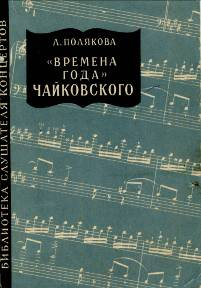 Л. ПОЛЯКОВА
«ВРЕМЕНА
ГОДА»
ЧАЙКОВСКОГО
БИБЛИОТЕКА СЛУШАТЕЛЯ КОНЦЕРТОВ